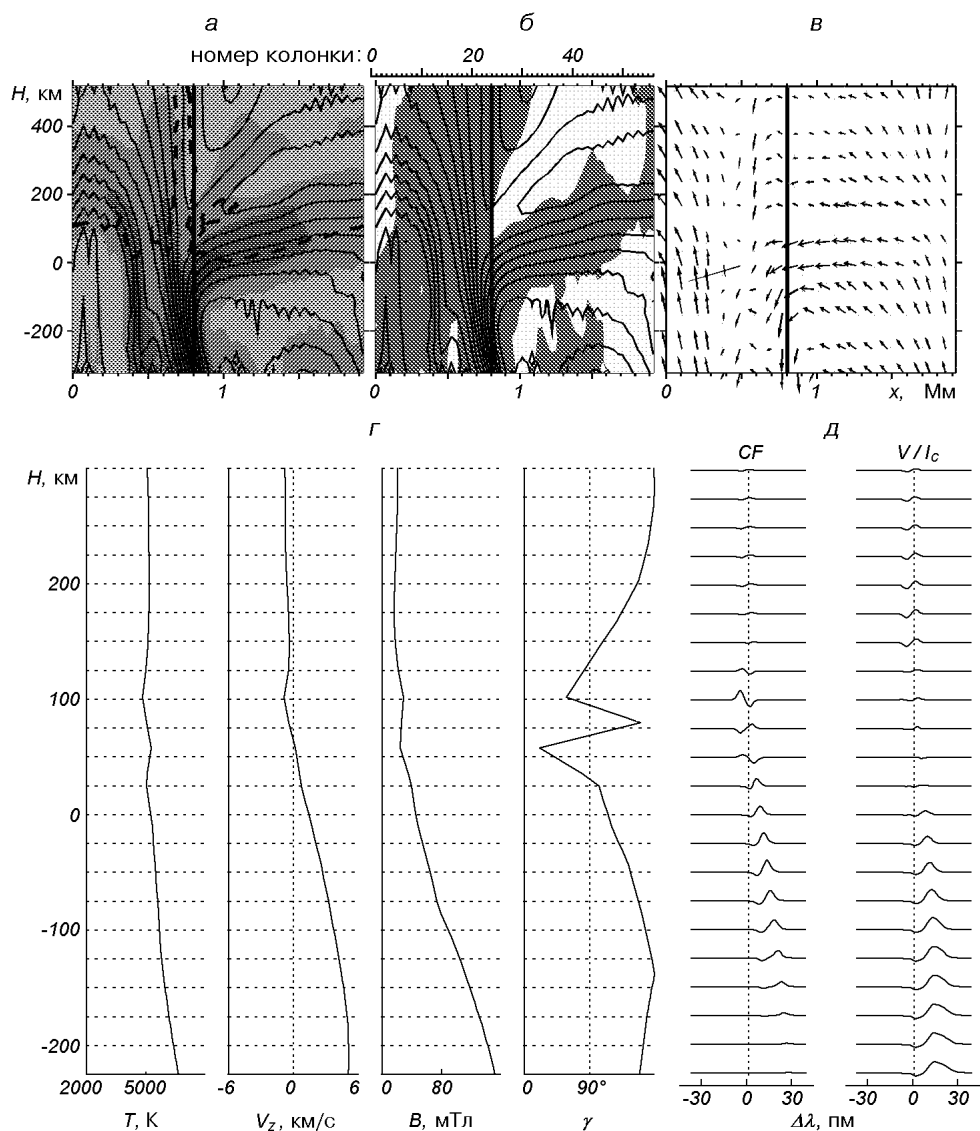 а б в
номер колонки: 0 20 40
H, км
400
200
0
-200
0 1 0 1 0 1 x, Мм
г д
CF V / I_c
H, км
200
100
0
-100
-200
2000 5000 -6 0 6 0 80 0 90° -30 0 30 -30 0 30
T, К V_z, км/с B, мТл γ Δλ, пм